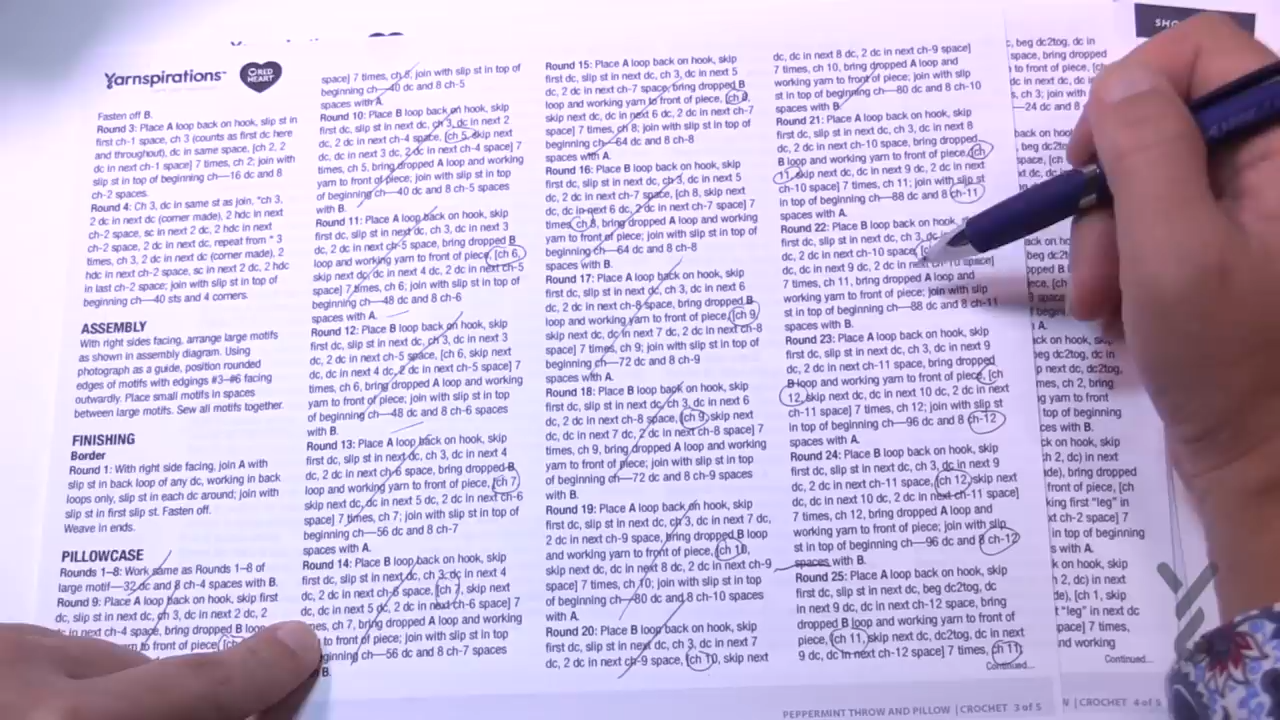 Yarnspirations™
RED HEART
Fasten off B.
Round 3: Place A loop back on hook, slip st in
first ch-1 space, ch 3 (counts as first dc here
and throughout), dc in same space, [ch 2, 2
dc in next ch-1 space] 7 times, ch 2; join with
slip st in top of beginning ch—16 dc and 8
ch-2 spaces.
Round 4: Ch 3, dc in same st as join, *ch 3,
2 dc in next dc (corner made), 2 hdc in next
ch-2 space, sc in next 2 dc, 2 hdc in next
ch-2 space, 2 dc in next dc, repeat from * 3
times, ch 3, 2 dc in next dc (corner made), 2
hdc in next ch-2 space, sc in next 2 dc, 2 hdc
in last ch-2 space; join with slip st in top of
beginning ch—40 sts and 4 corners.
ASSEMBLY
With right sides facing, arrange large motifs
as shown in assembly diagram. Using
photograph as a guide, position rounded
edges of motifs with edgings #3–#6 facing
outwardly. Place small motifs in spaces
between large motifs. Sew all motifs together.
FINISHING
Border
Round 1: With right side facing, join A with
slip st in back loop of any dc, working in back
loops only, slip st in each dc around; join with
slip st in first slip st. Fasten off.
Weave in ends.
PILLOWCASE
Rounds 1–8: Work same as Rounds 1–8 of
large motif—32 dc and 8 ch-4 spaces with B.
Round 9: Place A loop back on hook, skip first
dc, slip st in next dc, ch 3, dc in next 2 dc, 2
in next ch-4 space, bring dropped B loop
to front of piece, [ch
space] 7 times, ch 8; join with slip st in top of
beginning ch—40 dc and 8 ch-5
spaces with A.
Round 10: Place B loop back on hook, skip
first dc, slip st in next dc, ch 3, dc in next 2
dc, 2 dc in next ch-4 space, [ch 5, skip next
dc, dc in next 3 dc, 2 dc in next ch-4 space] 7
times, ch 5, bring dropped A loop and working
yarn to front of piece; join with slip st in top
of beginning ch—40 dc and 8 ch-5 spaces
with B.
Round 11: Place A loop back on hook, skip
first dc, slip st in next dc, ch 3, dc in next 3
dc, 2 dc in next ch-5 space, bring dropped B
loop and working yarn to front of piece, [ch 6,
skip next dc, dc in next 4 dc, 2 dc in next ch-5
space] 7 times, ch 6; join with slip st in top of
beginning ch—48 dc and 8 ch-6
spaces with A.
Round 12: Place B loop back on hook, skip
first dc, slip st in next dc, ch 3, dc in next 3
dc, 2 dc in next ch-5 space, [ch 6, skip next
dc, dc in next 4 dc, 2 dc in next ch-5 space] 7
times, ch 6, bring dropped A loop and working
yarn to front of piece; join with slip st in top
of beginning ch—48 dc and 8 ch-6 spaces
with B.
Round 13: Place A loop back on hook, skip
first dc, slip st in next dc, ch 3, dc in next 4
dc, 2 dc in next ch-6 space, bring dropped B
loop and working yarn to front of piece, [ch 7,
skip next dc, dc in next 5 dc, 2 dc in next ch-6
space] 7 times, ch 7; join with slip st in top of
beginning ch—56 dc and 8 ch-7
spaces with A.
Round 14: Place B loop back on hook, skip
first dc, slip st in next dc, ch 3, dc in next 4
dc, 2 dc in next ch-6 space, [ch 7, skip next
dc, dc in next 5 dc, 2 dc in next ch-6 space] 7
times, ch 7, bring dropped A loop and working
to front of piece; join with slip st in top
beginning ch—56 dc and 8 ch-7 spaces
B.
Round 15: Place A loop back on hook, skip
first dc, slip st in next dc, ch 3, dc in next 5
dc, 2 dc in next ch-7 space, bring dropped B
loop and working yarn to front of piece, [ch 8,
skip next dc, dc in next 6 dc, 2 dc in next ch-7
space] 7 times, ch 8; join with slip st in top of
beginning ch—64 dc and 8 ch-8
spaces with A.
Round 16: Place B loop back on hook, skip
first dc, slip st in next dc, ch 3, dc in next 5
dc, 2 dc in next ch-7 space, [ch 8, skip next
dc, dc in next 6 dc, 2 dc in next ch-7 space] 7
times, ch 8, bring dropped A loop and working
yarn to front of piece; join with slip st in top of
beginning ch—64 dc and 8 ch-8
spaces with B.
Round 17: Place A loop back on hook, skip
first dc, slip st in next dc, ch 3, dc in next 6
dc, 2 dc in next ch-8 space, bring dropped B
loop and working yarn to front of piece, [ch 9,
skip next dc, dc in next 7 dc, 2 dc in next ch-8
space] 7 times, ch 9; join with slip st in top of
beginning ch—72 dc and 8 ch-9
spaces with A.
Round 18: Place B loop back on hook, skip
first dc, slip st in next dc, ch 3, dc in next 6
dc, 2 dc in next ch-8 space, [ch 9, skip next
dc, dc in next 7 dc, 2 dc in next ch-8 space] 7
times, ch 9, bring dropped A loop and working
yarn to front of piece; join with slip st in top
of beginning ch—72 dc and 8 ch-9 spaces
with B.
Round 19: Place A loop back on hook, skip
first dc, slip st in next dc, ch 3, dc in next 7 dc,
2 dc in next ch-9 space, bring dropped B loop
and working yarn to front of piece, [ch 10,
skip next dc, dc in next 8 dc, 2 dc in next ch-9
space] 7 times, ch 10; join with slip st in top
of beginning ch—80 dc and 8 ch-10 spaces
with A.
Round 20: Place B loop back on hook, skip
first dc, slip st in next dc, ch 3, dc in next 7
dc, 2 dc in next ch-9 space, [ch 10, skip next
dc, dc in next 8 dc, 2 dc in next ch-9 space]
7 times, ch 10, bring dropped A loop and
working yarn to front of piece; join with slip
st in top of beginning ch—80 dc and 8 ch-10
spaces with B.
Round 21: Place A loop back on hook, skip
first dc, slip st in next dc, ch 3, dc in next 8
dc, 2 dc in next ch-10 space, bring dropped
B loop and working yarn to front of piece, [ch
11, skip next dc, dc in next 9 dc, 2 dc in next
ch-10 space] 7 times, ch 11; join with slip st
in top of beginning ch—88 dc and 8 ch-11
spaces with A.
Round 22: Place B loop back on hook,
first dc, slip st in next dc, ch 3, dc in
dc, 2 dc in next ch-10 space,
dc, dc in next 9 dc, 2 dc in next ch-10 space]
7 times, ch 11, bring dropped A loop and
working yarn to front of piece; join with slip
st in top of beginning ch—88 dc and 8 ch-11
spaces with B.
Round 23: Place A loop back on hook, skip
first dc, slip st in next dc, ch 3, dc in next 9
dc, 2 dc in next ch-11 space, bring dropped
B loop and working yarn to front of piece, [ch
12, skip next dc, dc in next 10 dc, 2 dc in next
ch-11 space] 7 times, ch 12; join with slip st
in top of beginning ch—96 dc and 8 ch-12
spaces with A.
Round 24: Place B loop back on hook, skip
first dc, slip st in next dc, ch 3, dc in next 9
dc, 2 dc in next ch-11 space, [ch 12, skip next
dc, dc in next 10 dc, 2 dc in next ch-11 space]
7 times, ch 12, bring dropped A loop and
working yarn to front of piece; join with slip
st in top of beginning ch—96 dc and 8 ch-12
spaces with B.
Round 25: Place A loop back on hook, skip
first dc, slip st in next dc, beg dc2tog, dc
in next 9 dc, 2 dc in next ch-12 space, bring
dropped B loop and working yarn to front of
piece, [ch 11, skip next dc, dc2tog, dc in next
9 dc, dc in next ch-12 space] 7 times, ch 11;
Continued...
PEPPERMINT THROW AND PILLOW | CROCHET 3 of 5
, beg dc2tog, dc in
space, bring dropped
to front of piece, [ch
dc in next dc, dc
s, ch 3; join with slip
—24 dc and 8
Continued...
| CROCHET 4 of 5